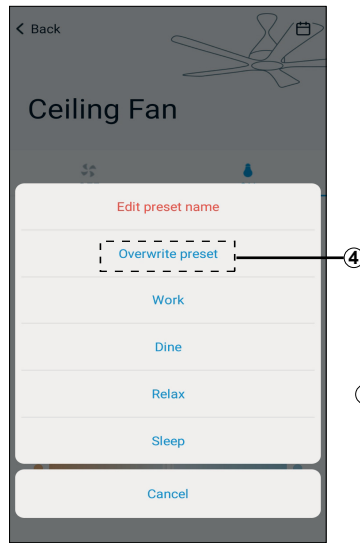 Back
Ceiling Fan
Edit preset name
Overwrite preset
4
Work
Dine
Relax
Sleep
Cancel